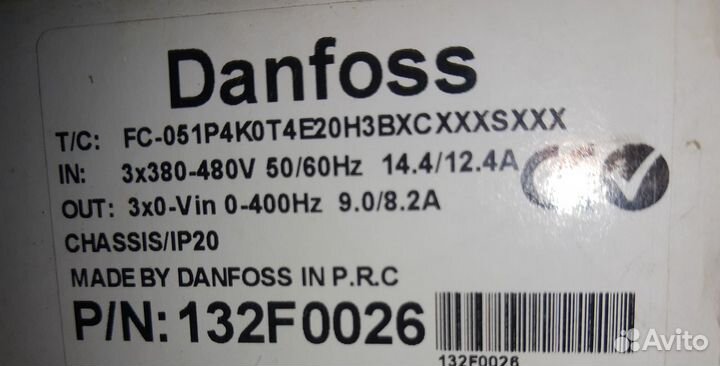 Danfoss
T/C: FC-051P4K0T4E20H3BXCXXXSXXX
IN: 3x380-480V 50/60Hz 14.4/12.4A
OUT: 3x0-Vin 0-400Hz 9.0/8.2A
CHASSIS/IP20
MADE BY DANFOSS IN P.R.C
P/N: 132F0026
132F0026
Avito